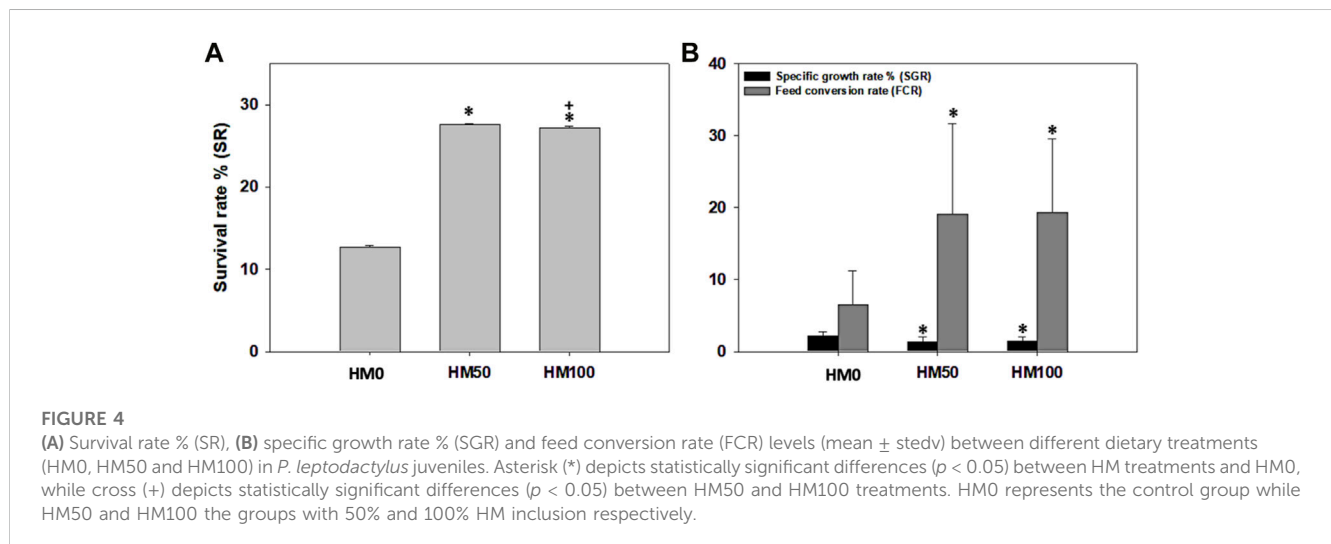 A
Survival rate % (SR)
30
20
10
0
*
+
*
HM0 HM50 HM100
B
40
30
20
10
0
Specific growth rate % (SGR)
Feed conversion rate (FCR)
* *
* *
HM0 HM50 HM100
FIGURE 4
(A) Survival rate % (SR), (B) specific growth rate % (SGR) and feed conversion rate (FCR) levels (mean ± stedv) between different dietary treatments
(HM0, HM50 and HM100) in P. leptodactylus juveniles. Asterisk (*) depicts statistically significant differences (p < 0.05) between HM treatments and HM0,
while cross (+) depicts statistically significant differences (p < 0.05) between HM50 and HM100 treatments. HM0 represents the control group while
HM50 and HM100 the groups with 50% and 100% HM inclusion respectively.